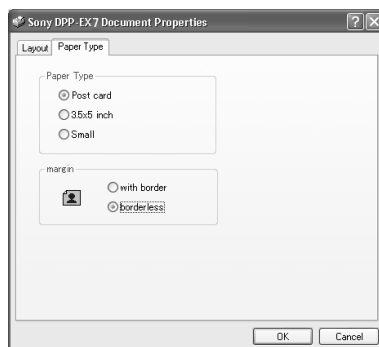 Sony DPP-EX7 Document Properties
Layout Paper Type
Paper Type
Post card
3.5x5 inch
Small
margin
with border
borderless
OK Cancel